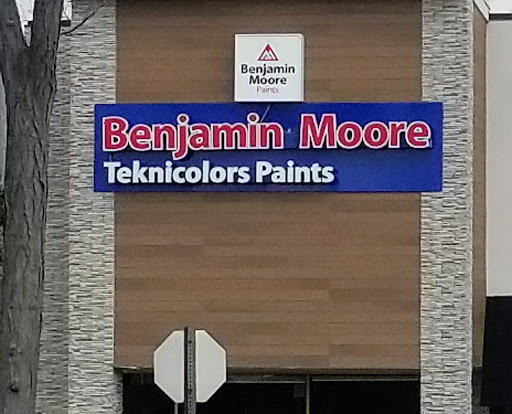 Benjamin
Moore
Paints
Benjamin Moore
Teknicolors Paints